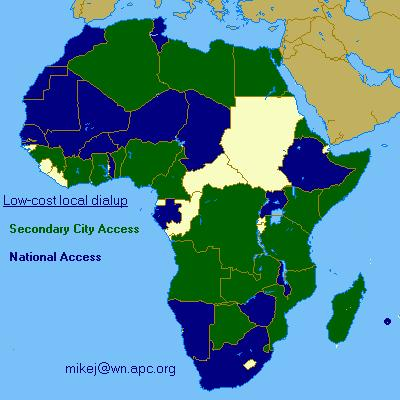 Low-cost local dialup
Secondary City Access
National Access
mikej@wn.apc.org